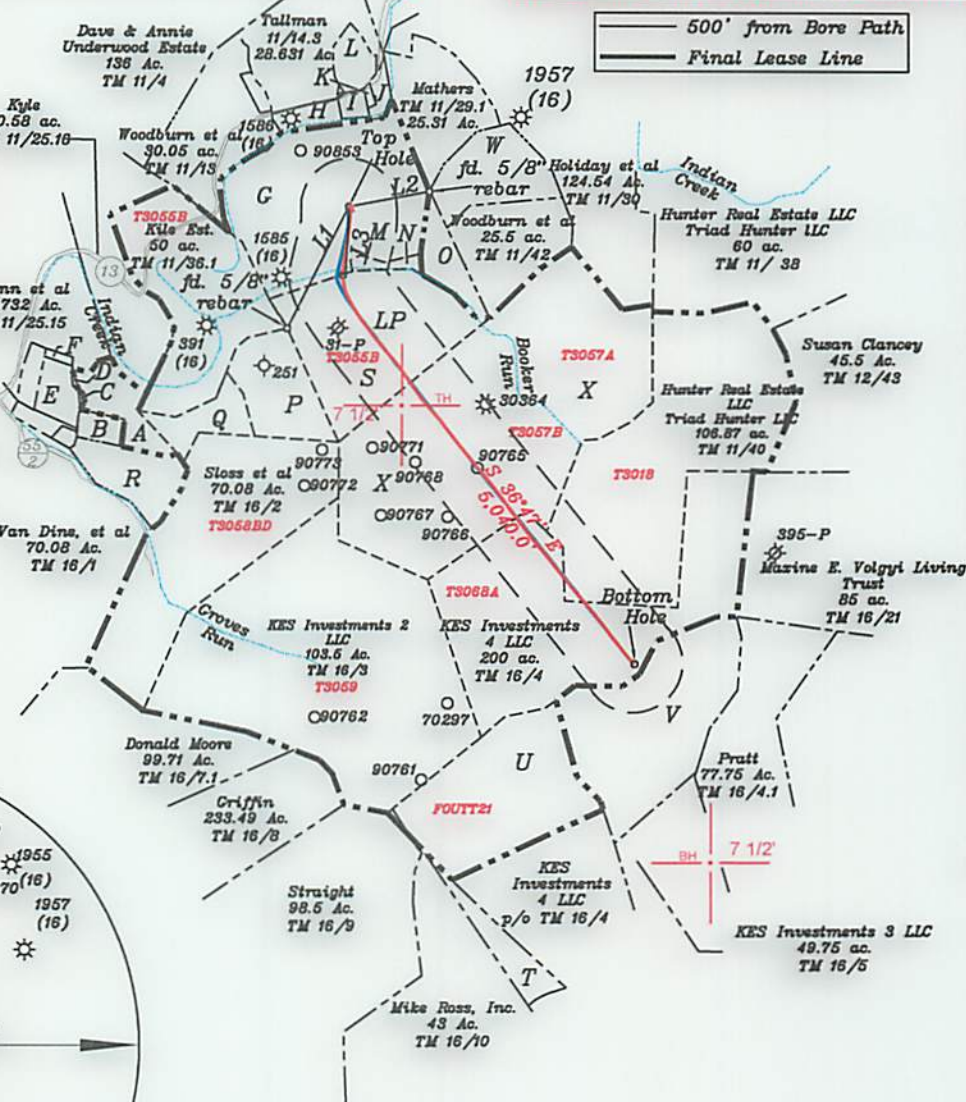 500' from Bore Path
Final Lease Line
Dave & Annie
Underwood Estate
136 Ac.
TM 11/4
Tallman
11/14.3
28.631 Ac.
L
K
H
I
J
Mathers
TM 11/29.1
25.31 Ac.
1957
(16)
Kyle
0.58 ac.
11/25.16
Woodburn et al
30.05 ac.
TM 11/13
1586
(16)
90853
Top
Hole
W
fd. 5/8"
rebar
Holiday et al
124.54 Ac.
TM 11/30
Indian
Creek
G
L2
L1
L3
M
N
O
Woodburn et al
25.5 ac.
TM 11/42
Hunter Real Estate LLC
Triad Hunter LLC
60 ac.
TM 11/ 38
T3055B
Kile Est.
50 ac.
TM 11/36.1
1585
(16)
fd. 5/8"
rebar
13
Indian
Creek
391
(16)
732 Ac.
11/25.15
F
D
C
E
B
A
R
55
2
LP
31-P
T3055B
251
S
P
Q
7 1/2'
TH
Booker
Run
T3057A
X
30364
T3057B
Susan Clancey
45.5 Ac.
TM 12/43
Hunter Real Estate
LLC
Triad Hunter LLC
106.87 ac.
TM 11/40
90771
90773
90772
90768
X
90765
90767
90766
S 36°47' E
5,040.0'
T3018
Sloss et al
70.08 Ac.
TM 16/2
T3058BD
Van Dine, et al
70.08 Ac.
TM 16/1
395-P
Maxine E. Volgyi Living
Trust
85 ac.
TM 16/21
T3068A
Bottom
Hole
Groves
Run
KES Investments 2
LLC
103.5 Ac.
TM 16/3
T3059
KES Investments
4 LLC
200 ac.
TM 16/4
90762
70297
V
Donald Moore
99.71 Ac.
TM 16/7.1
90761
U
Pratt
77.75 Ac.
TM 16/4.1
Griffin
233.49 Ac.
TM 16/8
FOUTT21
BH
7 1/2'
1955
(16)
70
1957
(16)
Straight
98.5 Ac.
TM 16/9
KES
Investments
4 LLC
p/o TM 16/4
KES Investments 3 LLC
49.75 ac.
TM 16/5
T
Mike Ross, Inc.
43 Ac.
TM 16/10